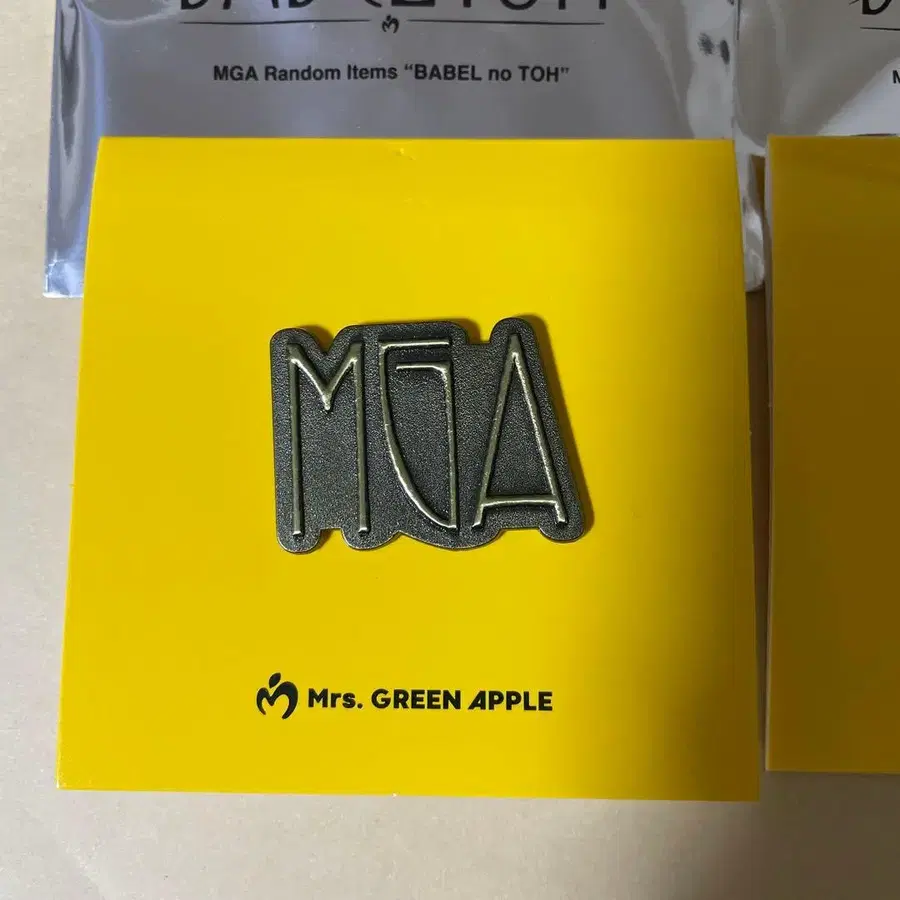 MGA Random Items “BABEL no TOH”
MGA
Mrs. GREEN APPLE